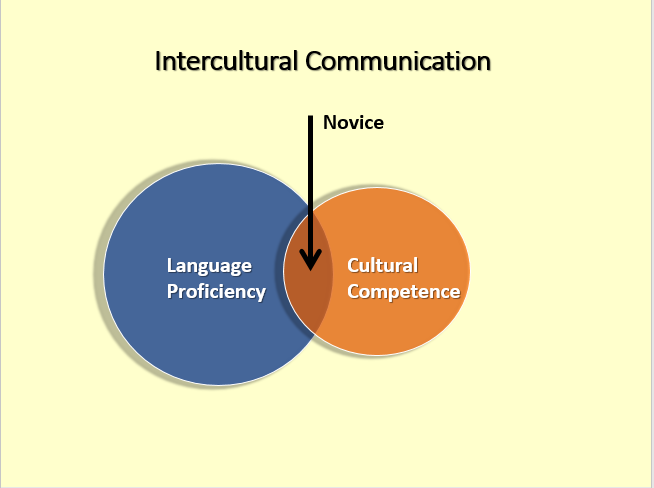 Intercultural Communication
Novice
Language
Proficiency
Cultural
Competence